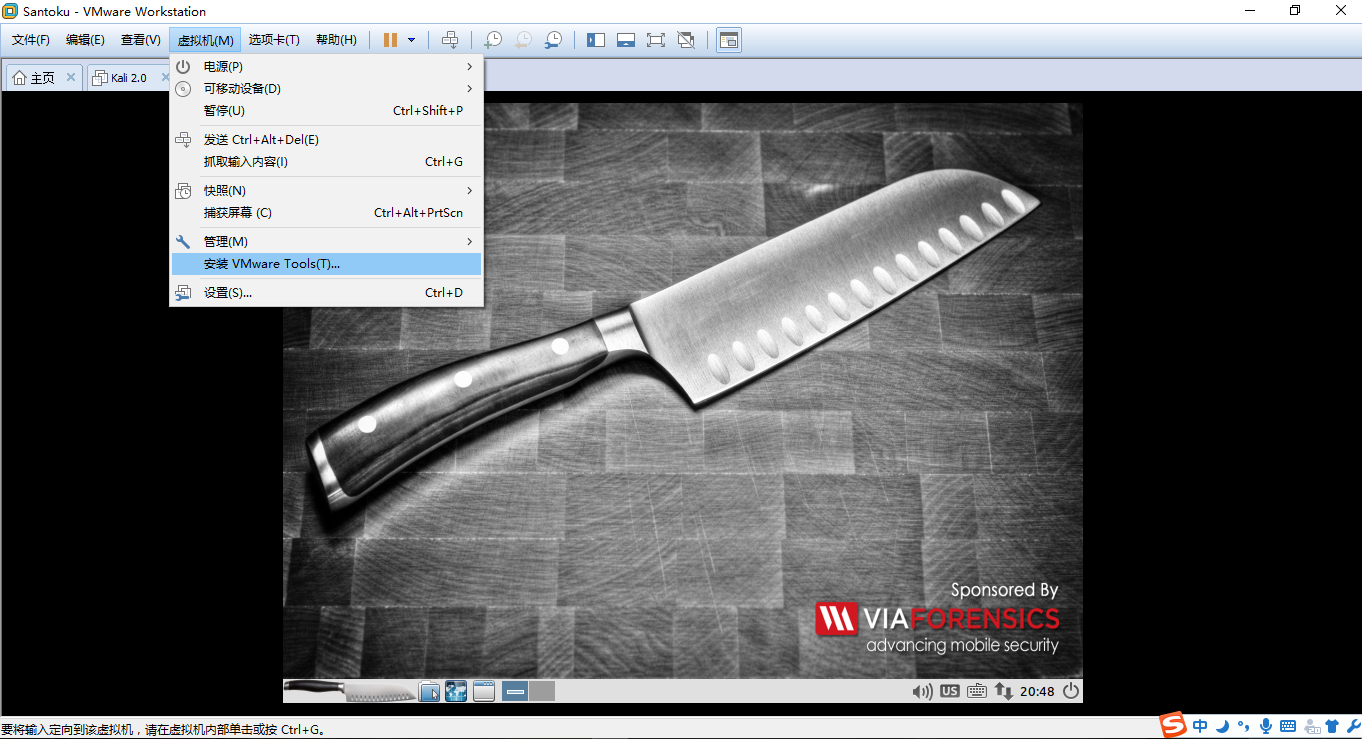 Santoku - VMware Workstation
文件(F) 编辑(E) 查看(V) 虚拟机(M) 选项卡(T) 帮助(H)
主页 Kali 2.0
电源(P)
可移动设备(D)
暂停(U) Ctrl+Shift+P
发送 Ctrl+Alt+Del(E)
抓取输入内容(I) Ctrl+G
快照(N)
捕获屏幕 (C) Ctrl+Alt+PrtScn
管理(M)
安装 VMware Tools(T)...
设置(S)... Ctrl+D
Sponsored By
VIAFORENSICS
advancing mobile security
US 20:48
要将输入定向到该虚拟机，请在虚拟机内部单击或按 Ctrl+G。
S 中